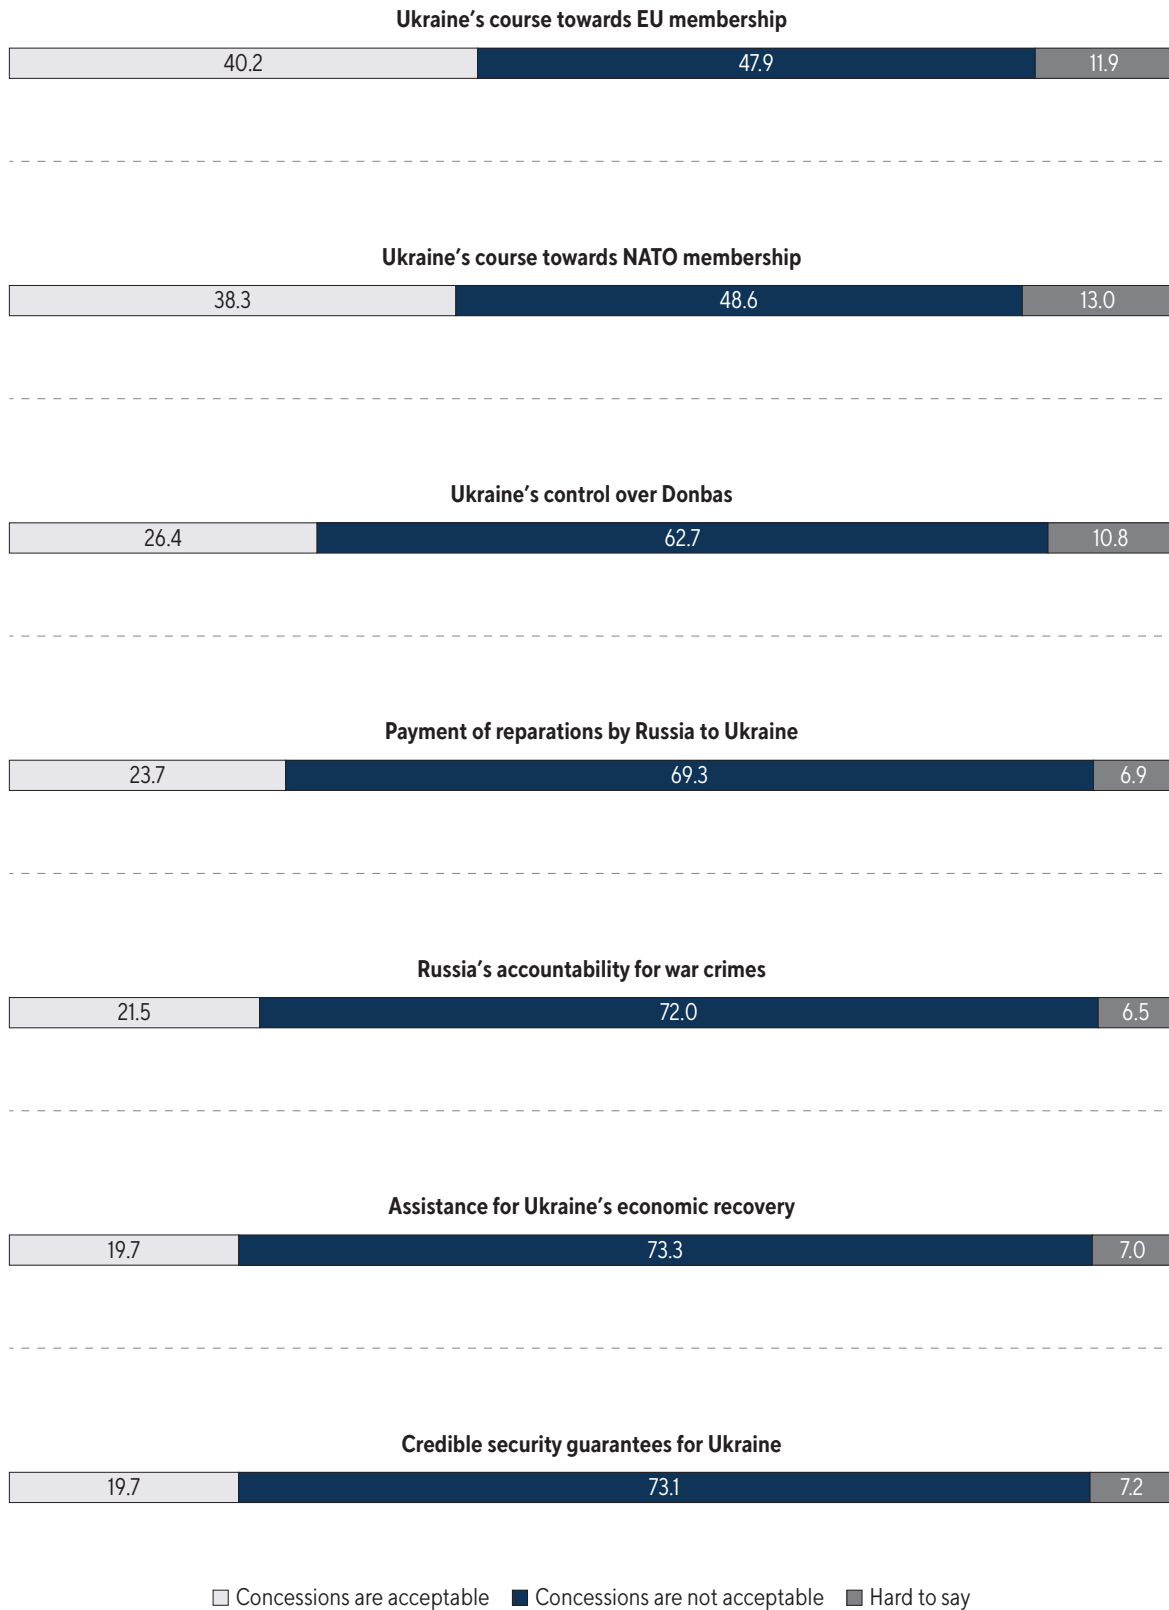 Ukraine’s course towards EU membership
40.2 47.9 11.9
Ukraine’s course towards NATO membership
38.3 48.6 13.0
Ukraine’s control over Donbas
26.4 62.7 10.8
Payment of reparations by Russia to Ukraine
23.7 69.3 6.9
Russia’s accountability for war crimes
21.5 72.0 6.5
Assistance for Ukraine’s economic recovery
19.7 73.3 7.0
Credible security guarantees for Ukraine
19.7 73.1 7.2
Concessions are acceptable Concessions are not acceptable Hard to say